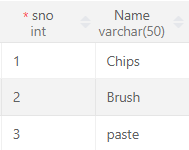 * sno Name
int varchar(50)
1 Chips
2 Brush
3 paste